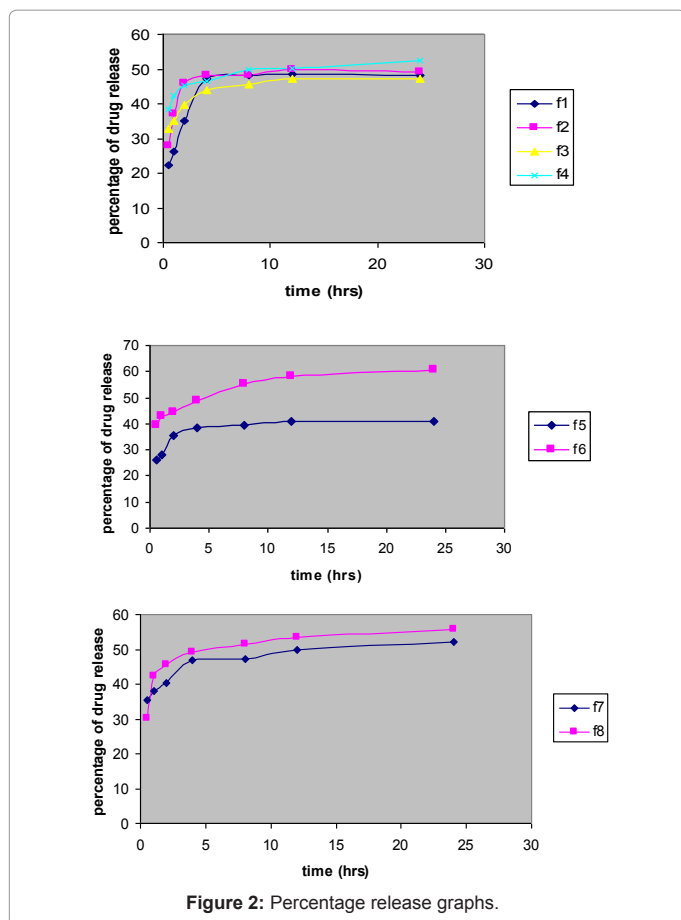 percentage of drug release
60
50
40
30
20
10
0
0 10 20 30
time (hrs)
f1
f2
f3
f4
percentage of drug release
70
60
50
40
30
20
10
0
0 5 10 15 20 25 30
time (hrs)
f5
f6
percentage of drug release
60
50
40
30
20
10
0
0 5 10 15 20 25 30
time (hrs)
f7
f8
Figure 2: Percentage release graphs.